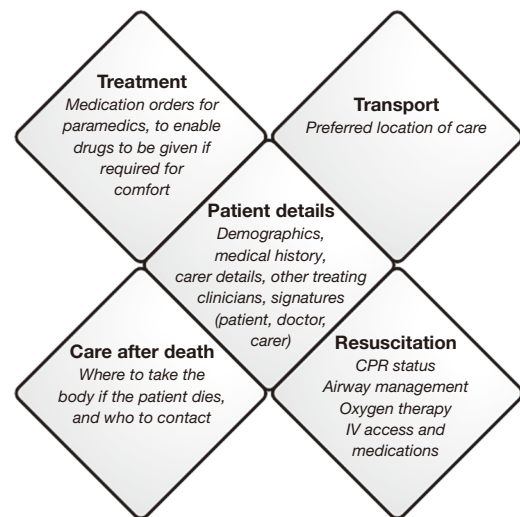 Treatment
Medication orders for
paramedics, to enable
drugs to be given if
required for
comfort
Transport
Preferred location of care
Patient details
Demographics,
medical history,
carer details, other treating
clinicians, signatures
(patient, doctor,
carer)
Care after death
Where to take the
body if the patient dies,
and who to contact
Resuscitation
CPR status
Airway management
Oxygen therapy
IV access and
medications